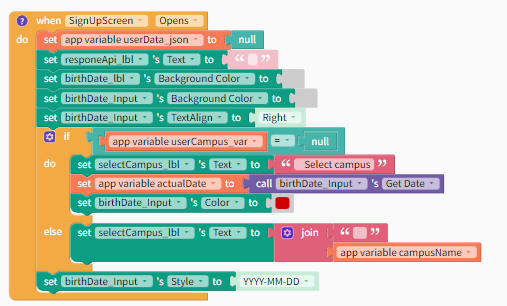 ? when SignUpScreen Opens
do set app variable userData_json to null
set responeApi_lbl 's Text to “ ”
set birthDate_lbl 's Background Color to
set birthDate_Input 's Background Color to
set birthDate_Input 's TextAlign to Right
if app variable userCampus_var = null
do set selectCampus_lbl 's Text to “ Select campus ”
set app variable actualDate to call birthDate_Input 's Get Date
set birthDate_Input 's Color to
else set selectCampus_lbl 's Text to join “ ”
app variable campusName
set birthDate_Input 's Style to YYYY-MM-DD